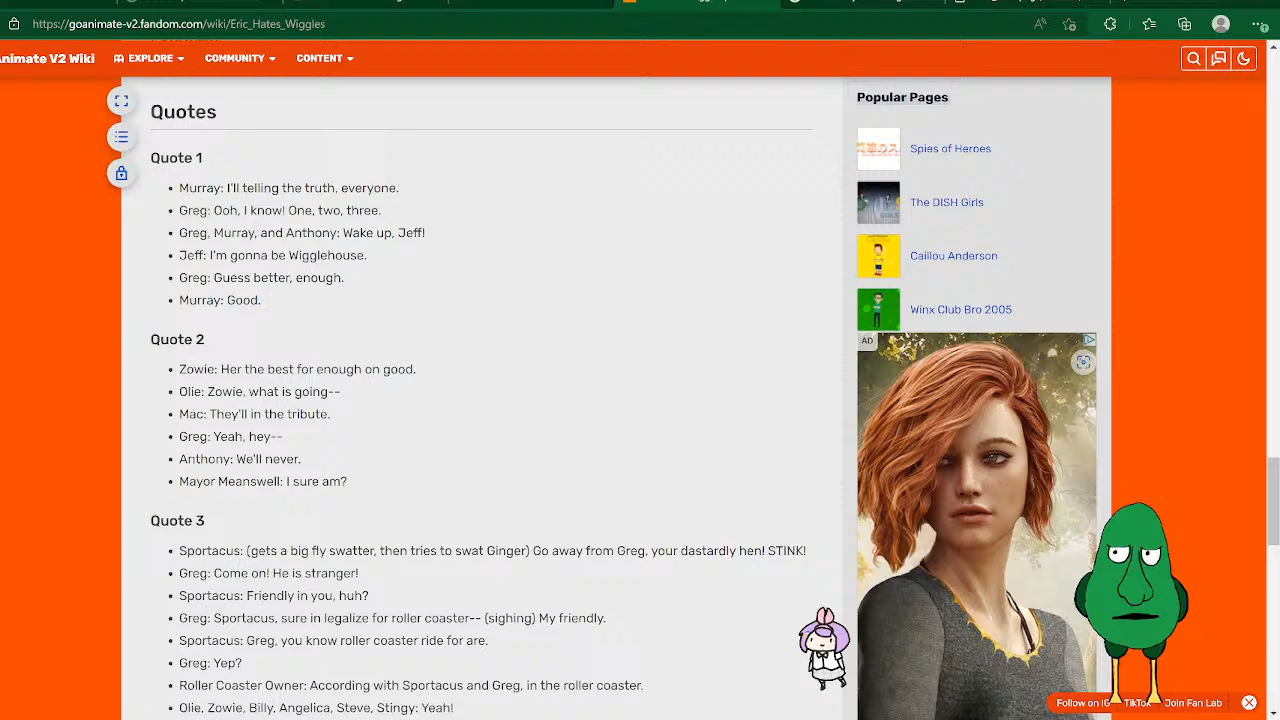 https://goanimate-v2.fandom.com/wiki/Eric_Hates_Wiggles
Animate V2 Wiki
EXPLORE
COMMUNITY
CONTENT
Quotes
Quote 1
Murray: I'll telling the truth, everyone.
Greg: Ooh, I know! One, two, three.
Greg, Murray, and Anthony: Wake up, Jeff!
Jeff: I'm gonna be Wigglehouse.
Greg: Guess better, enough.
Murray: Good.
Quote 2
Zowie: Her the best for enough on good.
Olie: Zowie, what is going--
Mac: They'll in the tribute.
Greg: Yeah, hey--
Anthony: We'll never.
Mayor Meanswell: I sure am?
Quote 3
Sportacus: (gets a big fly swatter, then tries to swat Ginger) Go away from Greg, your dastardly hen! STINK!
Greg: Come on! He is stranger!
Sportacus: Friendly in you, huh?
Greg: Sportacus, sure in legalize for roller coaster-- (sighing) My friendly.
Sportacus: Greg, you know roller coaster ride for are.
Greg: Yep?
Roller Coaster Owner: According with Sportacus and Greg, in the roller coaster.
Olie, Zowie, Billy, Angelica, Steph, Stingy: Yeah!
Popular Pages
Spies of Heroes
The DISH Girls
Caillou Anderson
Winx Club Bro 2005
AD
Follow on IG
TikTok
Join Fan Lab